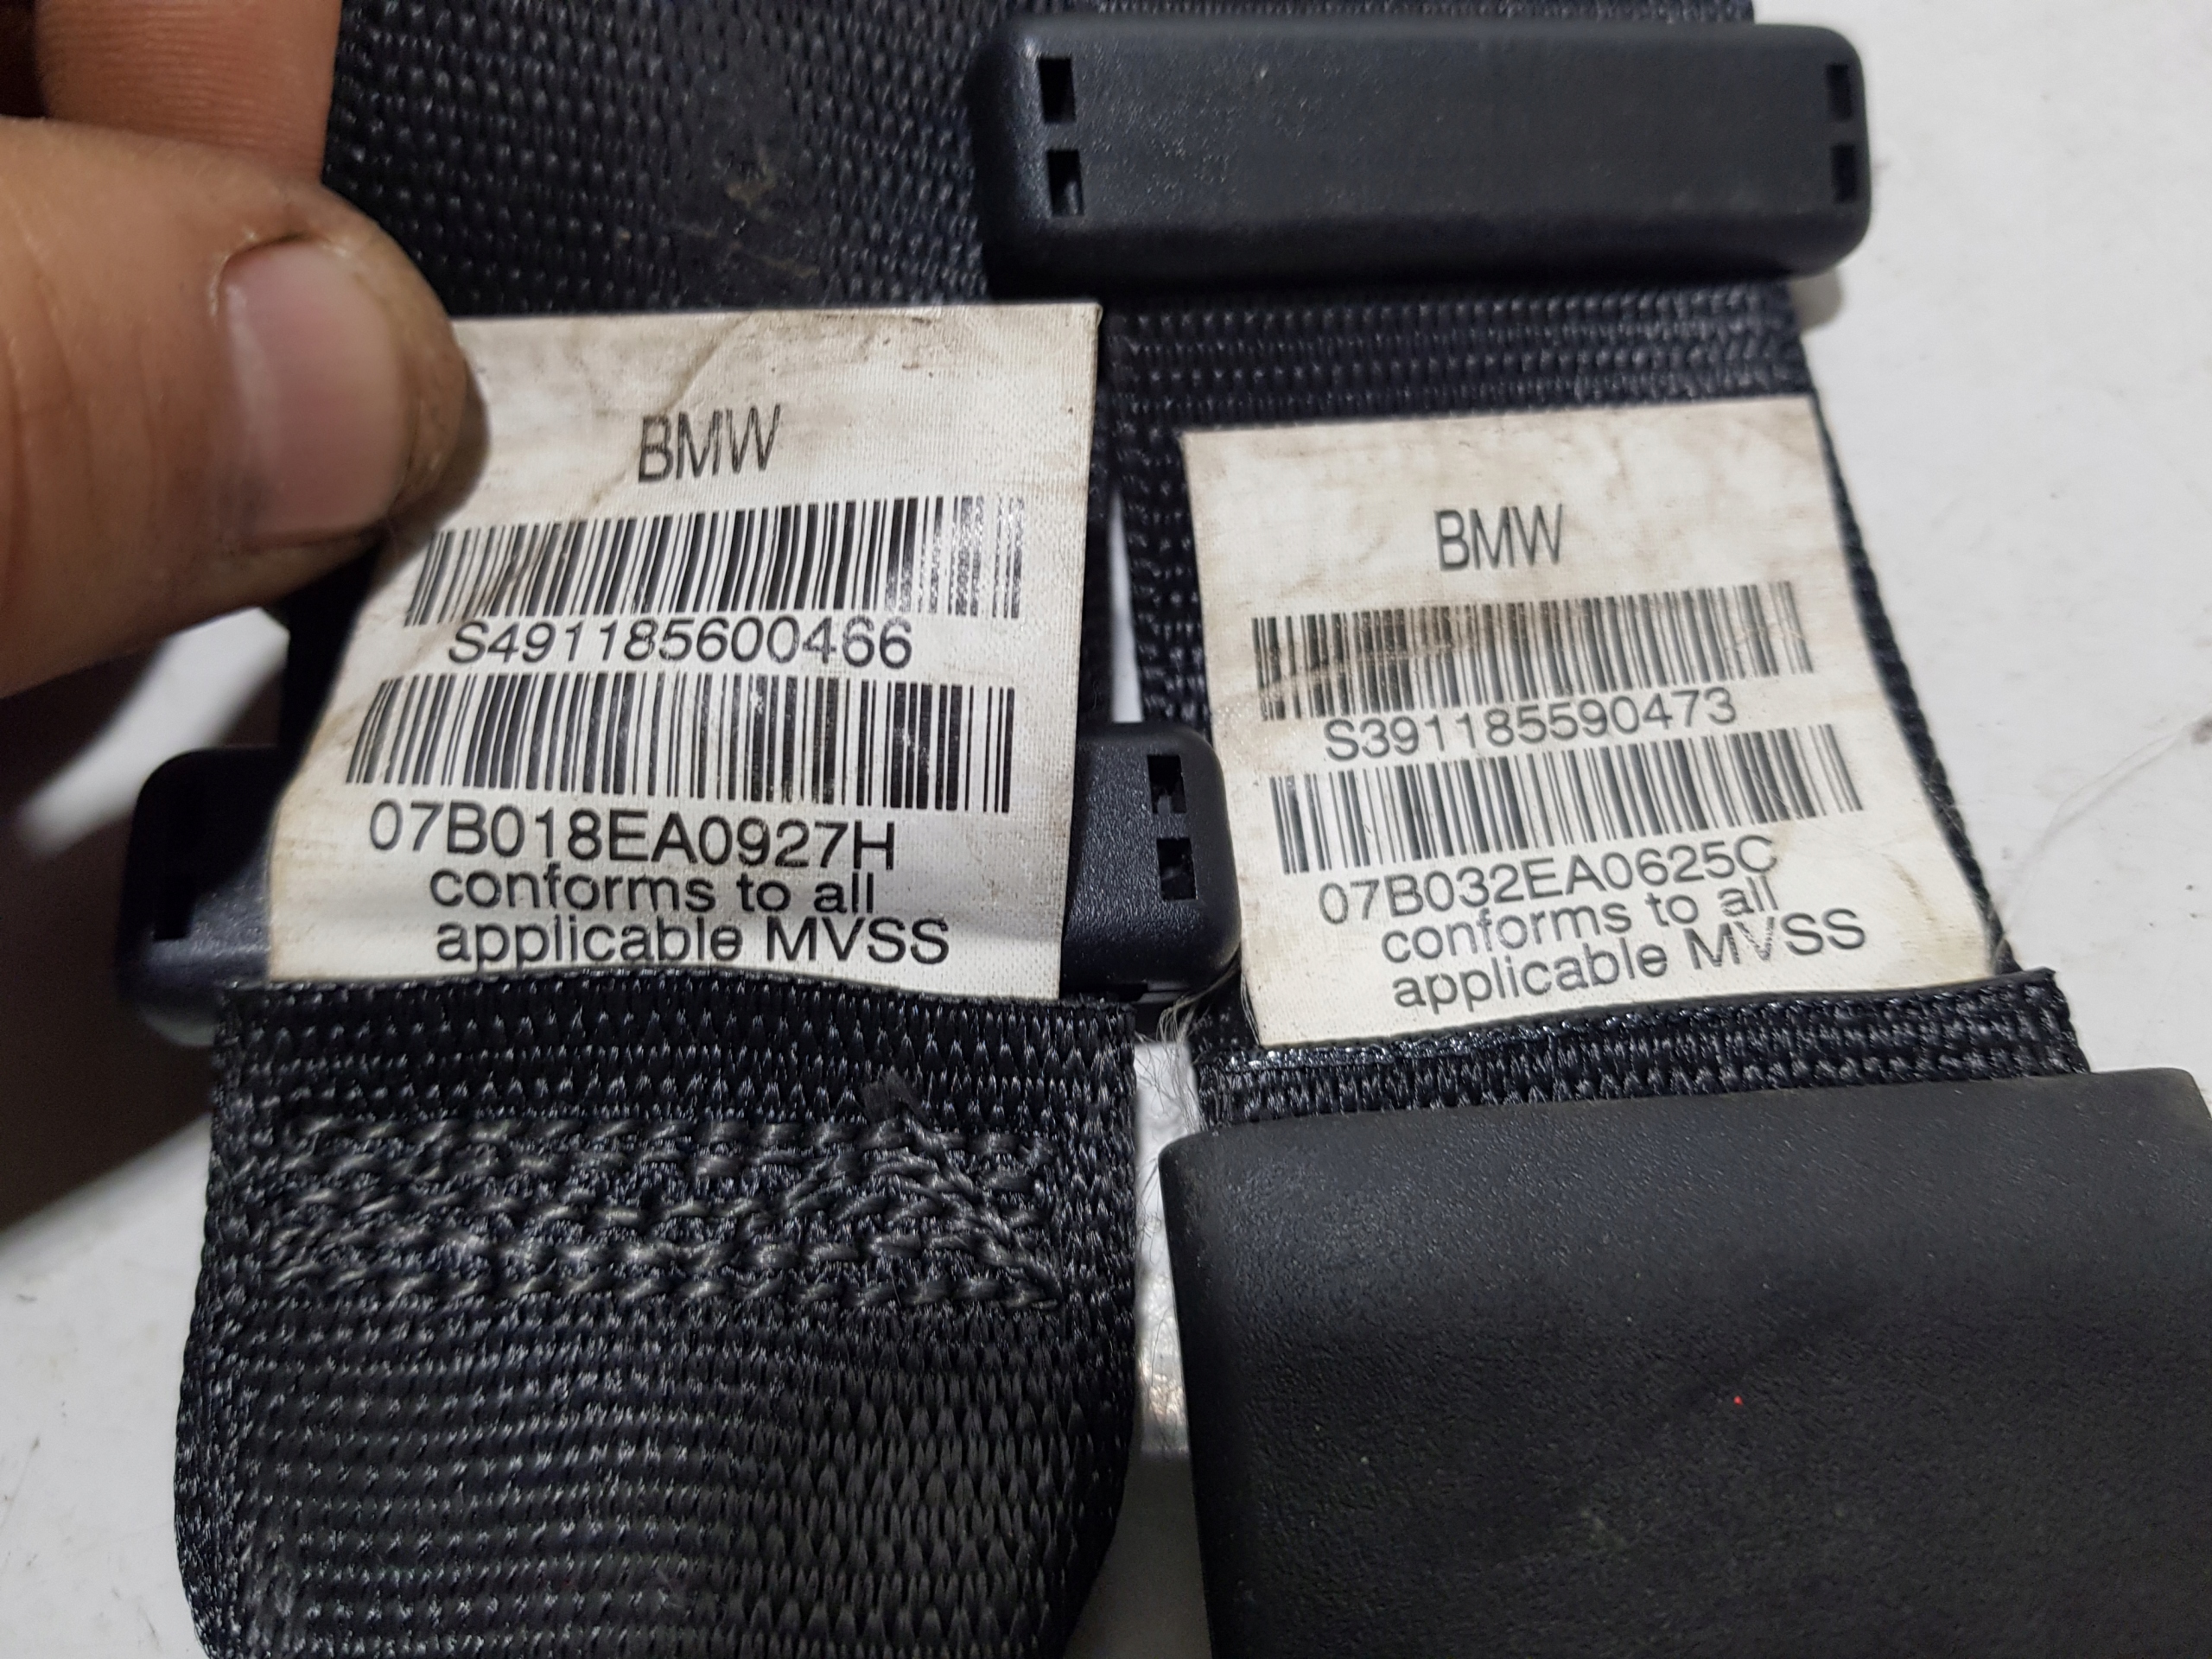 BMW
S491185600466
07B018EA0927H
conforms to all
applicable MVSS
BMW
S391185590473
07B032EA0625C
conforms to all
applicable MVSS